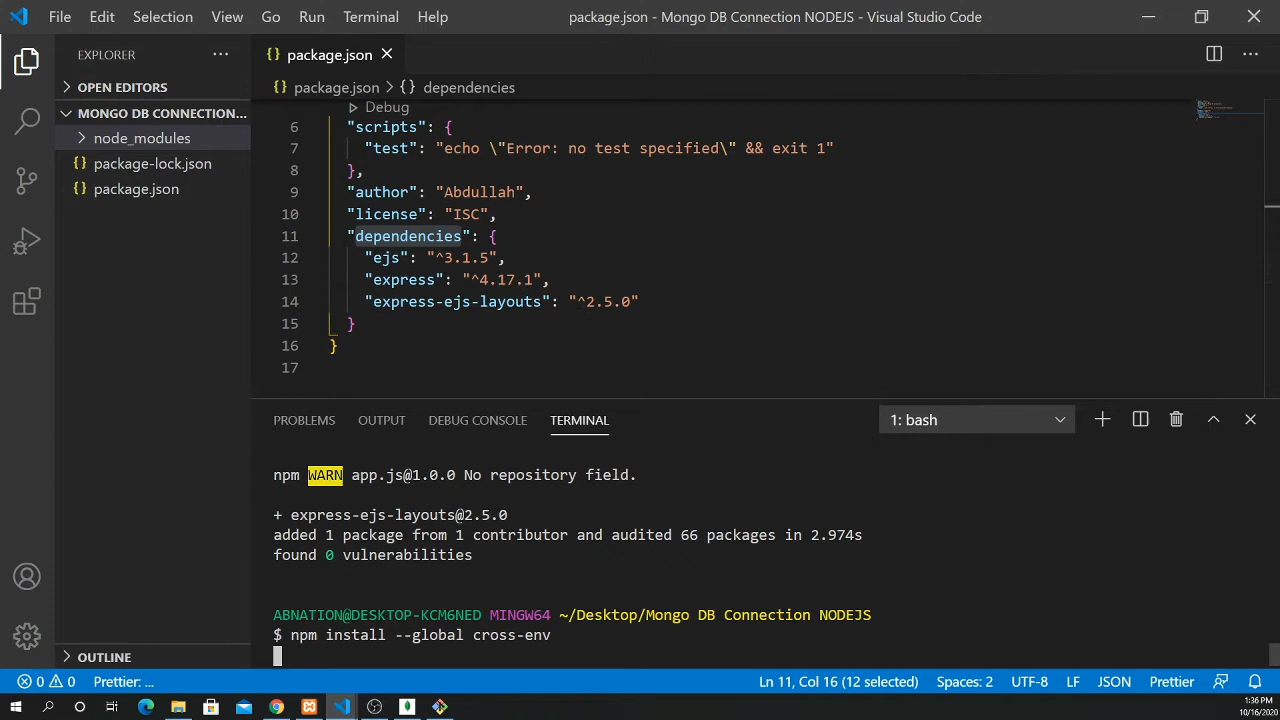 File Edit Selection View Go Run Terminal Help package.json - Mongo DB Connection NODEJS - Visual Studio Code
EXPLORER ...
{} package.json
OPEN EDITORS
{} package.json > {} dependencies
MONGO DB CONNECTION...
Debug
node_modules
6 "scripts": {
7 "test": "echo \"Error: no test specified\" && exit 1"
package-lock.json
8 },
package.json
9 "author": "Abdullah",
10 "license": "ISC",
11 "dependencies": {
12 "ejs": "^3.1.5",
13 "express": "^4.17.1",
14 "express-ejs-layouts": "^2.5.0"
15 }
16 }
17
PROBLEMS OUTPUT DEBUG CONSOLE TERMINAL 1: bash
npm WARN app.js@1.0.0 No repository field.
+ express-ejs-layouts@2.5.0
added 1 package from 1 contributor and audited 66 packages in 2.974s
found 0 vulnerabilities
ABNATION@DESKTOP-KCM6NED MINGW64 ~/Desktop/Mongo DB Connection NODEJS
$ npm install --global cross-env
OUTLINE
0 0 Prettier: ... Ln 11, Col 16 (12 selected) Spaces: 2 UTF-8 LF JSON Prettier
1:36 PM
10/16/2020